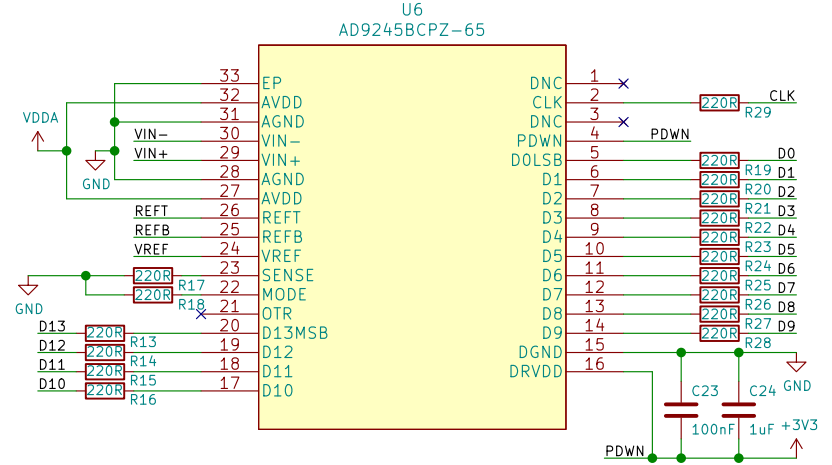 U6
AD9245BCPZ-65
33 EP DNC 1
32 AVDD CLK 2 220R CLK
R29
31 AGND DNC 3
VDDA
VIN- 30 VIN- PDWN 4 PDWN
VIN+ 29 VIN+ D0LSB 5 220R D0
R19
GND
28 AGND D1 6 220R D1
R20
27 AVDD D2 7 220R D2
R21
REFT 26 REFT D3 8 220R D3
R22
REFB 25 REFB D4 9 220R D4
R23
VREF 24 VREF D5 10 220R D5
R24
220R 23 SENSE D6 11 220R D6
R17 R25
GND
220R 22 MODE D7 12 220R D7
R18 R26
21 OTR D8 13 220R D8
R27
D13 220R 20 D13MSB D9 14 220R D9
R13 R28
D12 220R 19 D12 DGND 15
R14
GND
D11 220R 18 D11 DRVDD 16
R15
D10 220R 17 D10
R16
C23 C24
100nF 1uF +3V3
PDWN